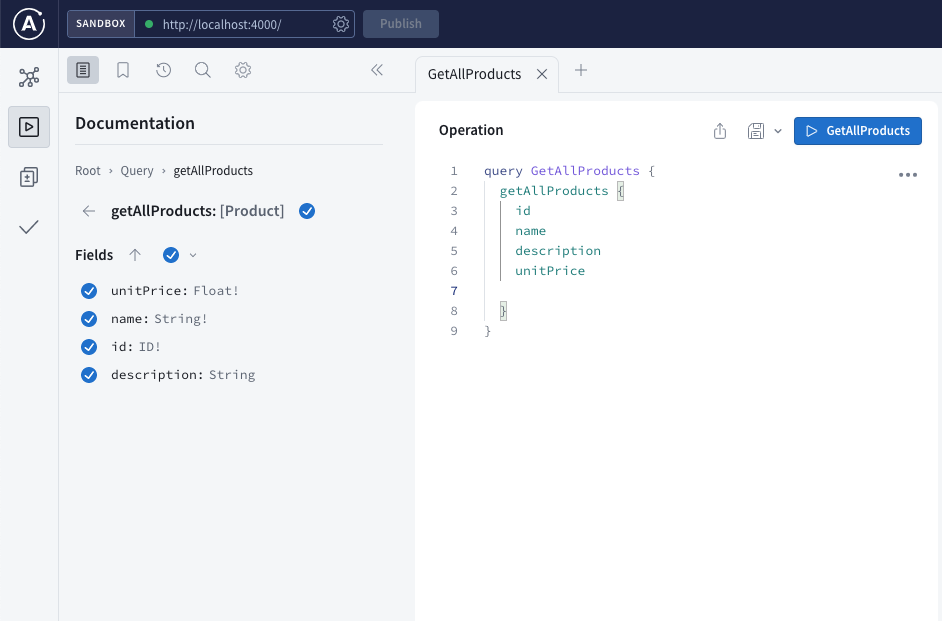 SANDBOX http://localhost:4000/ Publish
GetAllProducts
Documentation
Root › Query › getAllProducts
getAllProducts: [Product]
Fields
unitPrice: Float!
name: String!
id: ID!
description: String
Operation
GetAllProducts
1 query GetAllProducts {
2 getAllProducts {
3 id
4 name
5 description
6 unitPrice
7
8 }
9 }